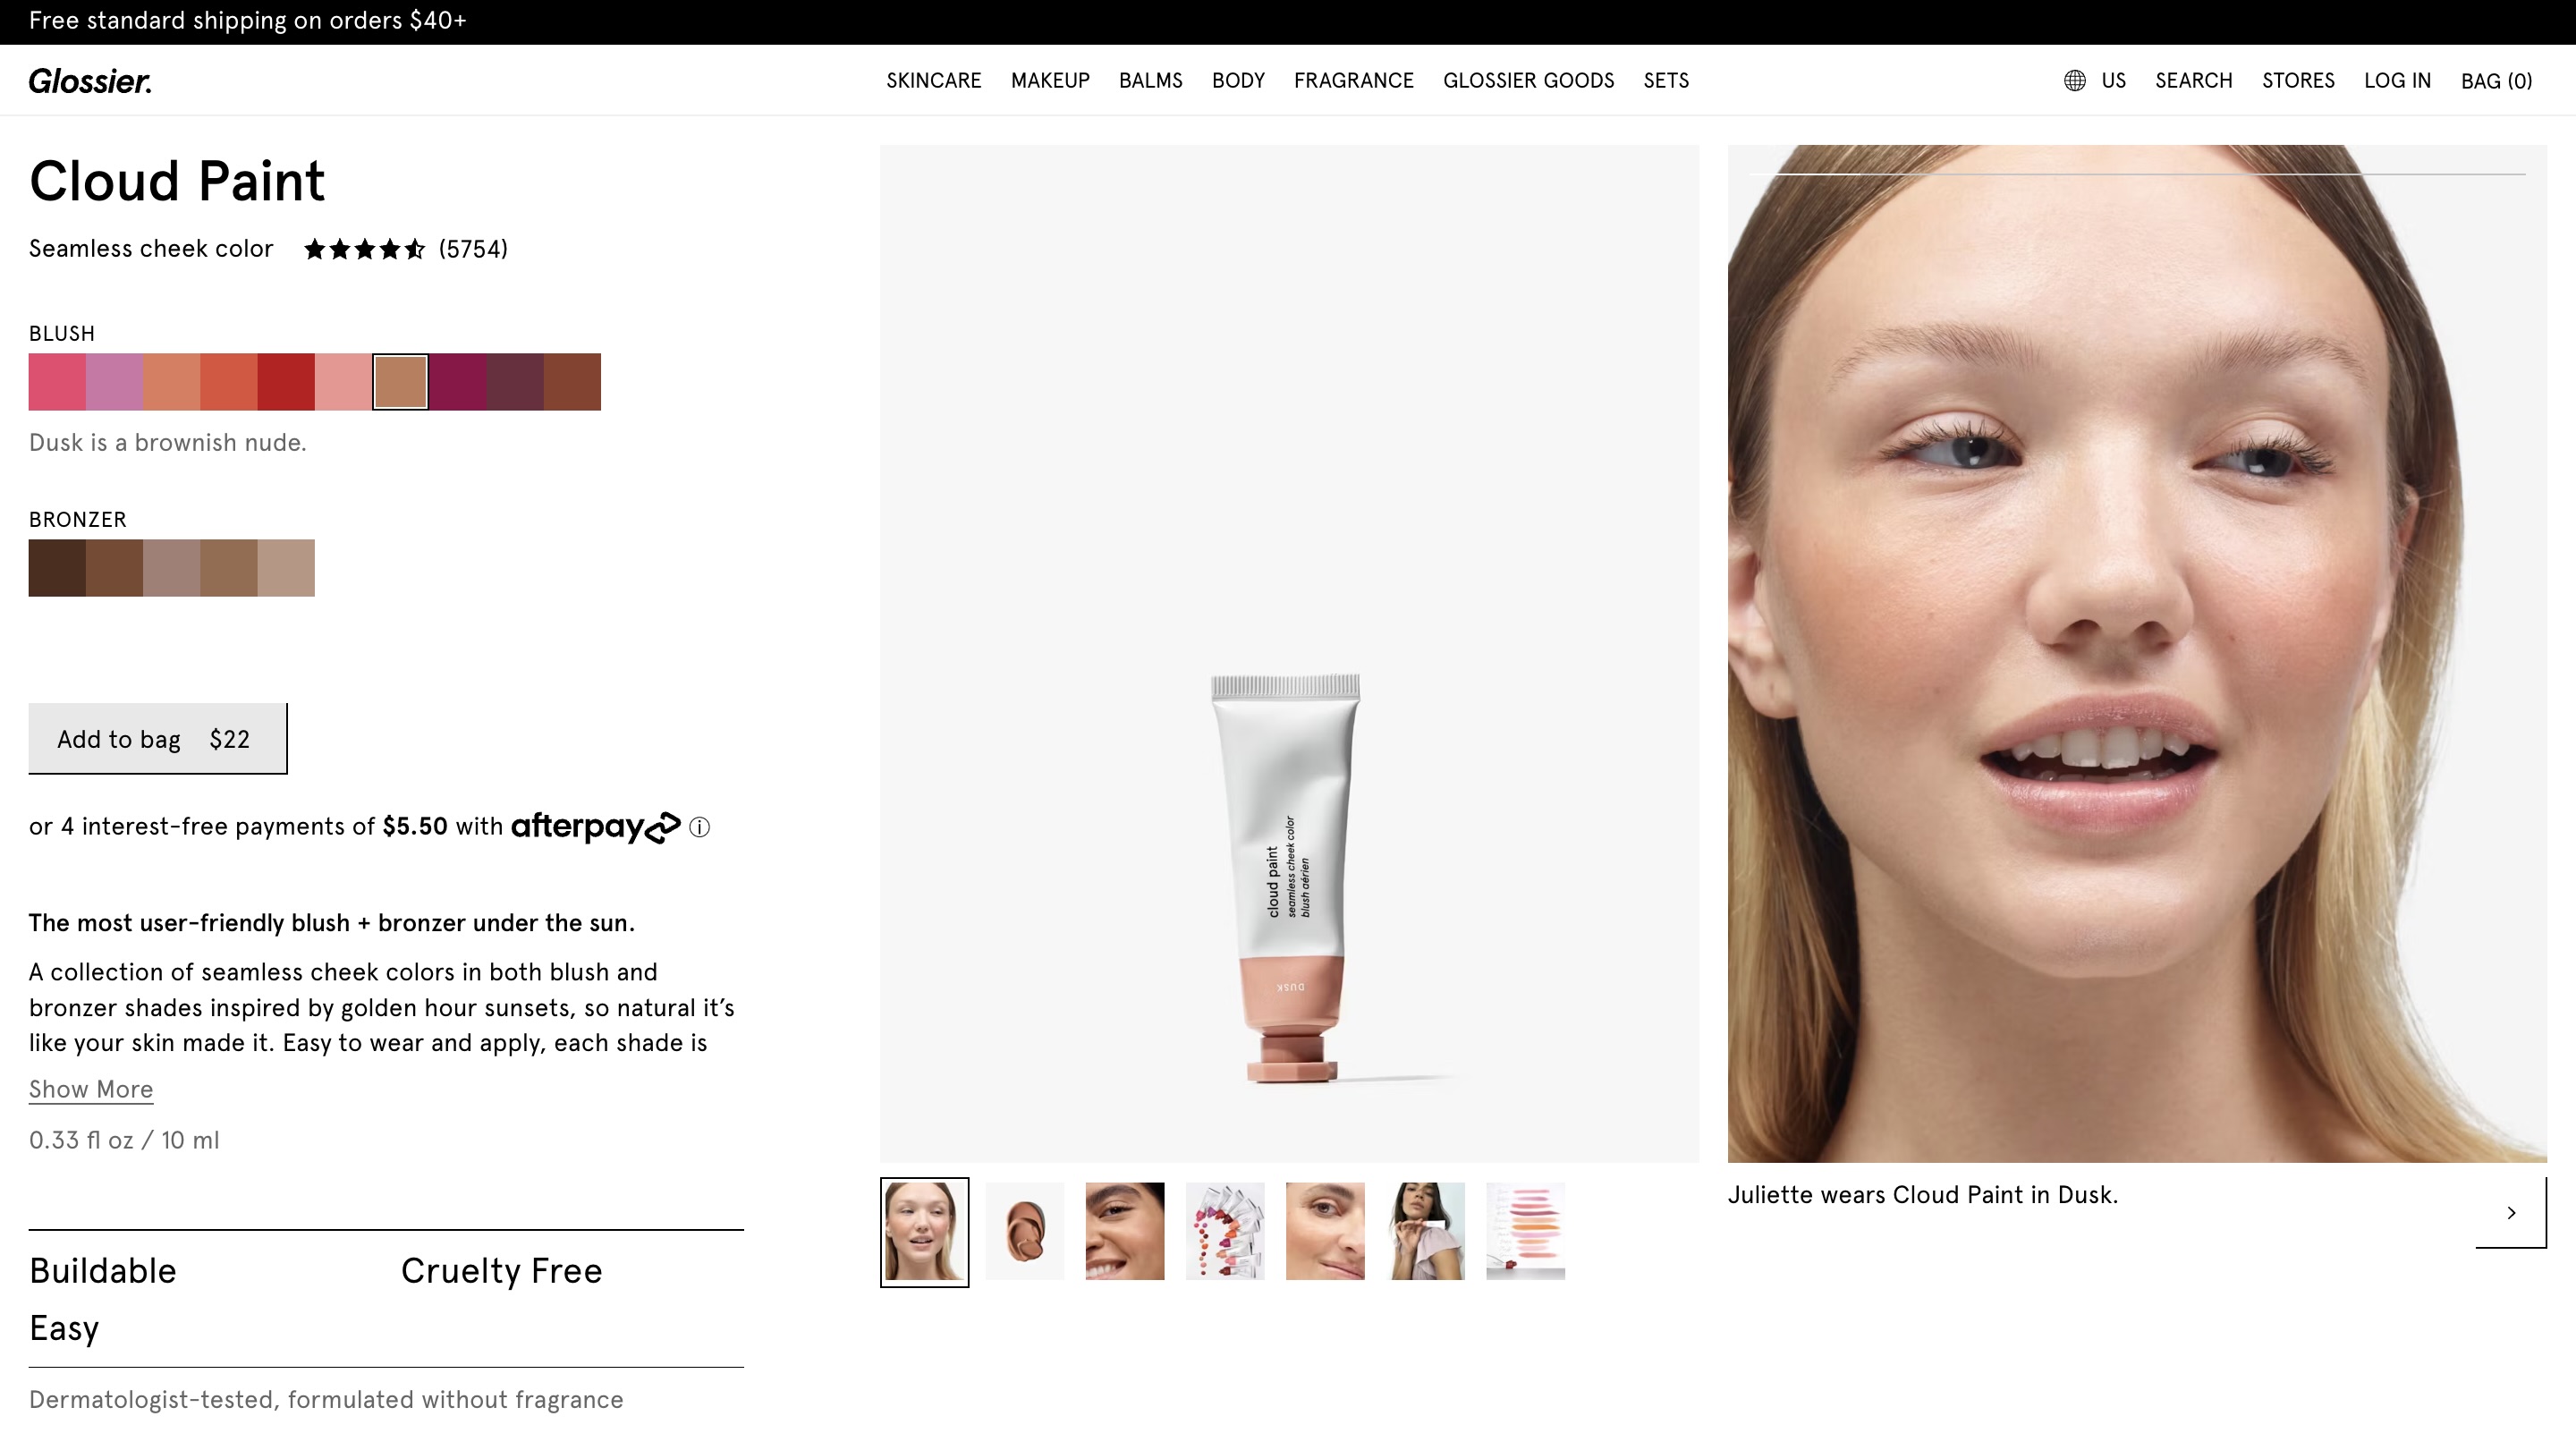 Free standard shipping on orders $40+
Glossier.
SKINCARE MAKEUP BALMS BODY FRAGRANCE GLOSSIER GOODS SETS
US SEARCH STORES LOG IN BAG (0)
Cloud Paint
Seamless cheek color (5754)
BLUSH
Dusk is a brownish nude.
BRONZER
Add to bag $22
or 4 interest-free payments of $5.50 with afterpay
The most user-friendly blush + bronzer under the sun.
A collection of seamless cheek colors in both blush and
bronzer shades inspired by golden hour sunsets, so natural it's
like your skin made it. Easy to wear and apply, each shade is
Show More
0.33 fl oz / 10 ml
Buildable Cruelty Free
Easy
Dermatologist-tested, formulated without fragrance
cloud paint
seamless cheek color
blush aérien
DUSK
Juliette wears Cloud Paint in Dusk.